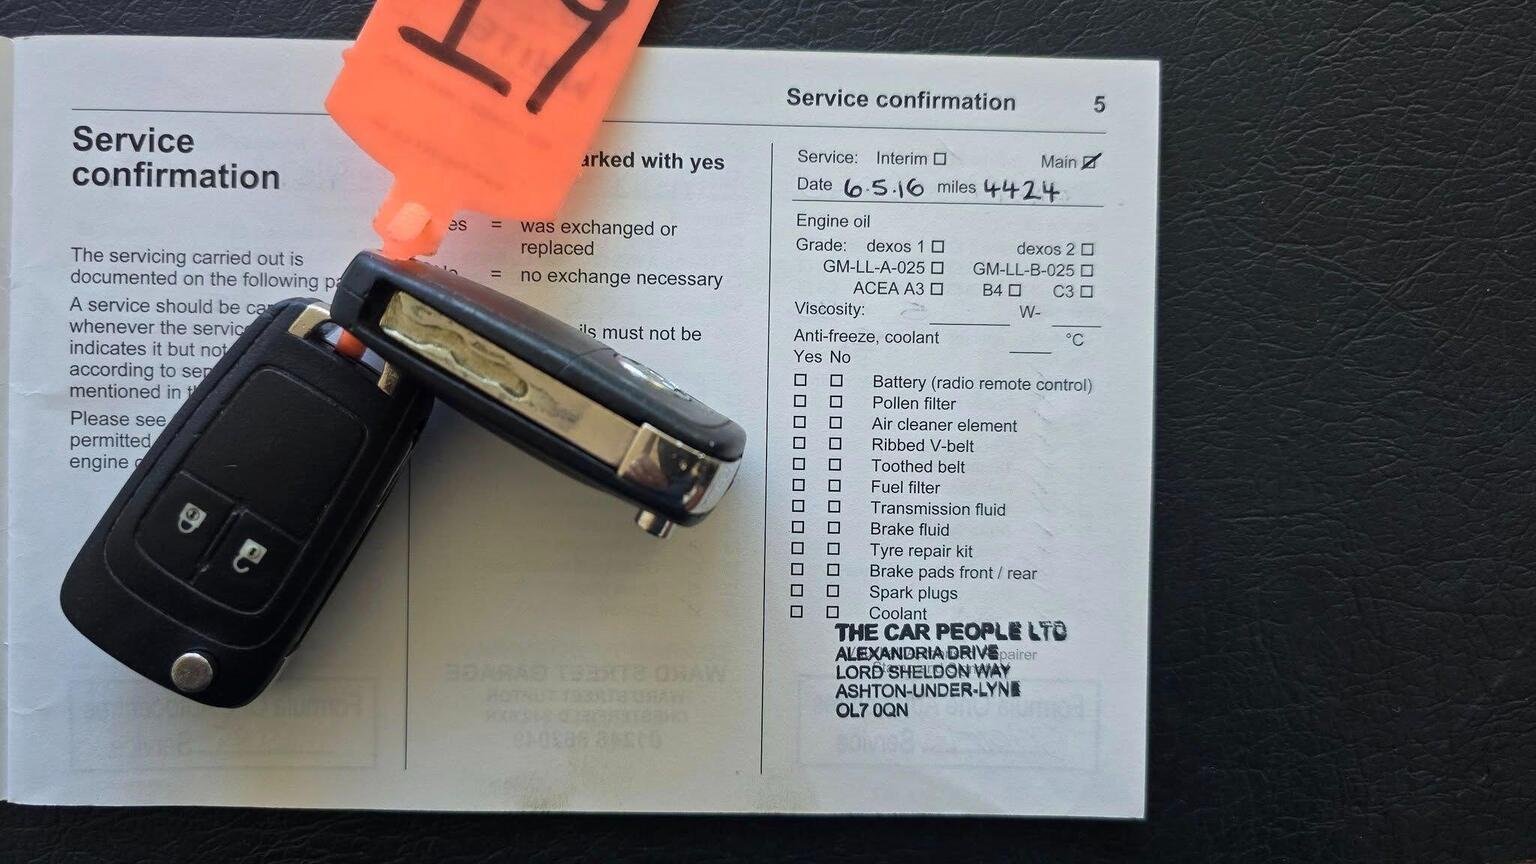 19
Service confirmation 5
Service
confirmation
The servicing carried out is
documented on the following
A service should be
whenever the
indicates it but not
according to
mentioned in
Please see
permitted
engine
with yes
= was exchanged or
replaced
= no exchange necessary
must not be
Service: Interim Main
Date 6.5.16 miles 4424
Engine oil
Grade: dexos 1 dexos 2
GM-LL-A-025 GM-LL-B-025
ACEA A3 B4 C3
Viscosity: W-
Anti-freeze, coolant °C
Yes No
Battery (radio remote control)
Pollen filter
Air cleaner element
Ribbed V-belt
Toothed belt
Fuel filter
Transmission fluid
Brake fluid
Tyre repair kit
Brake pads front / rear
Spark plugs
Coolant
THE CAR PEOPLE LTD
ALEXANDRIA DRIVE
LORD SHELDON WAY
ASHTON-UNDER-LYNE
OL7 0QN
WARD STREET GARAGE